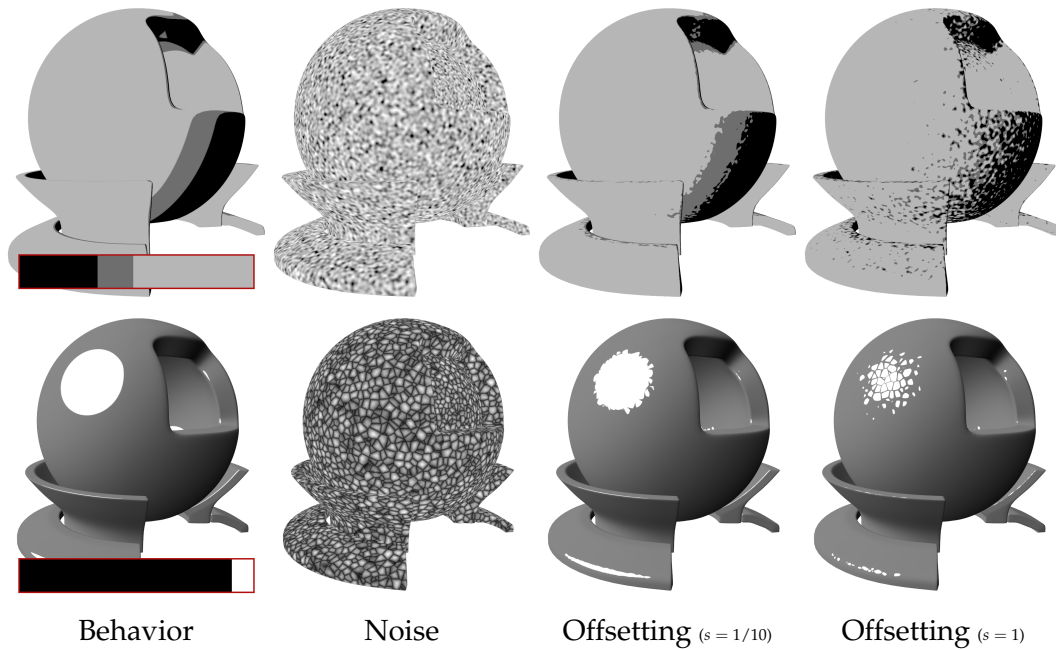 Behavior Noise Offsetting (s = 1/10) Offsetting (s = 1)